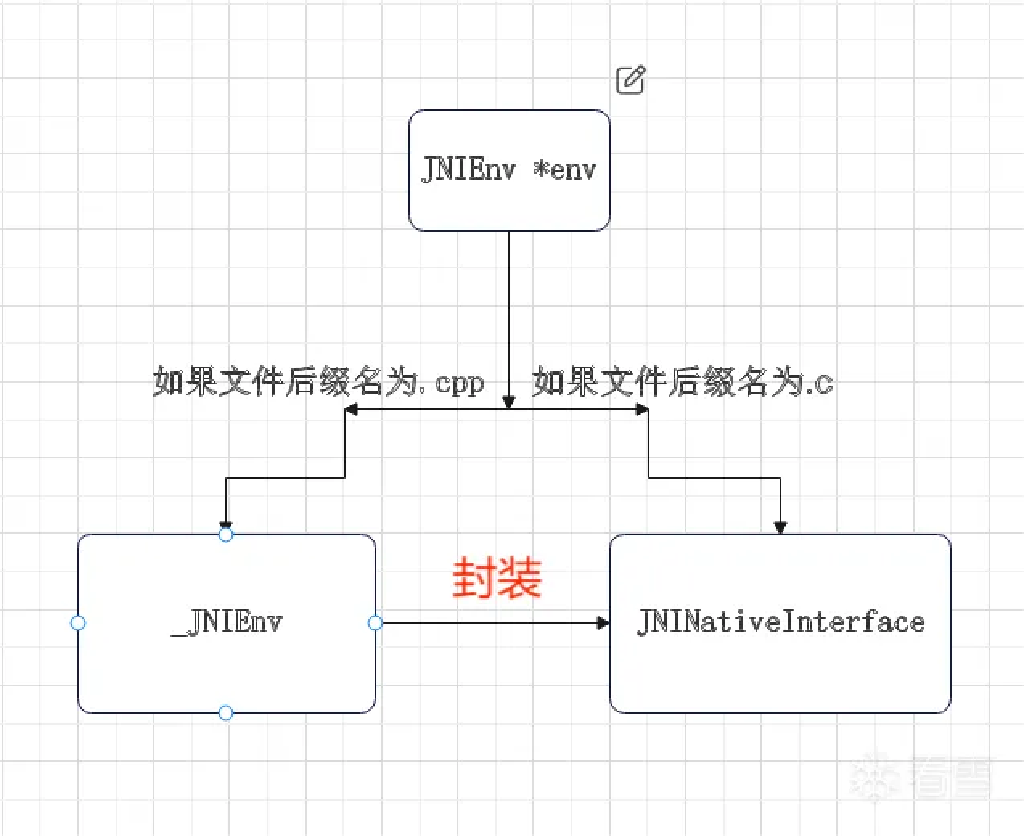 JNIEnv *env
如果文件后缀名为.cpp
如果文件后缀名为.c
封装
_JNIEnv
JNINativeInterface
看雪